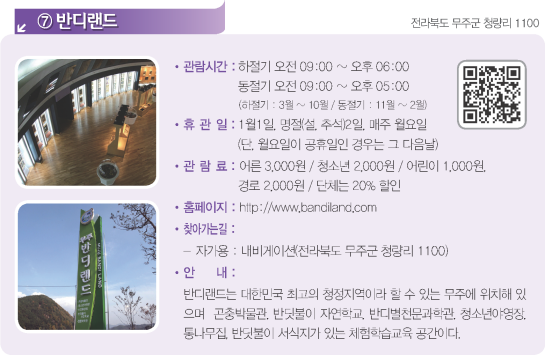 ⑦ 반디랜드
전라북도 무주군 청량리 1100
• 관람시간 : 하절기 오전 09:00 ~ 오후 06:00
동절기 오전 09:00 ~ 오후 05:00
(하절기 : 3월 ~ 10월 / 동절기 : 11월 ~ 2월)
• 휴 관 일 : 1월1일, 명절(설, 추석)2일, 매주 월요일
(단, 월요일이 공휴일인 경우는 그 다음날)
• 관 람 료 : 어른 3,000원 / 청소년 2,000원 / 어린이 1,000원,
경로 2,000원 / 단체는 20% 할인
• 홈페이지 : http://www.bandiland.com
• 찾아가는길 :
– 자가용 : 내비게이션(전라북도 무주군 청량리 1100)
• 안 내 :
반디랜드는 대한민국 최고의 청정지역이라 할 수 있는 무주에 위치해 있
으며 곤충박물관, 반딧불이 자연학교, 반디별천문과학관, 청소년야영장,
통나무집, 반딧불이 서식지가 있는 체험학습교육 공간이다.
반디랜드